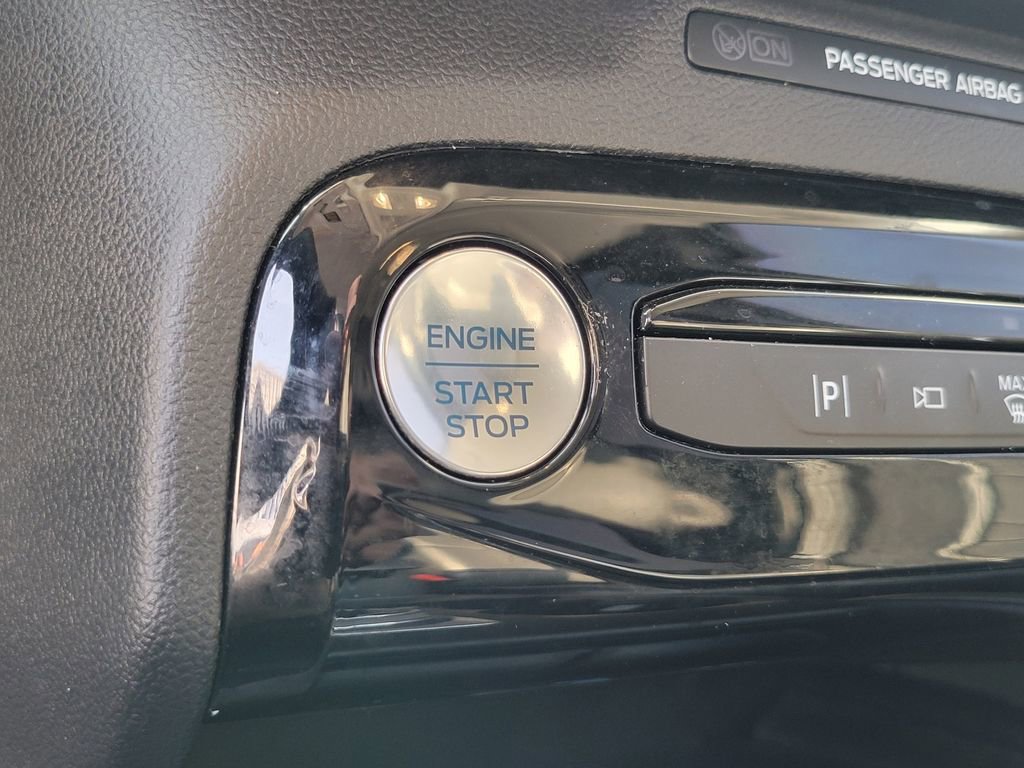 ON PASSENGER AIRBAG
ENGINE
START
STOP
|P|
MAX